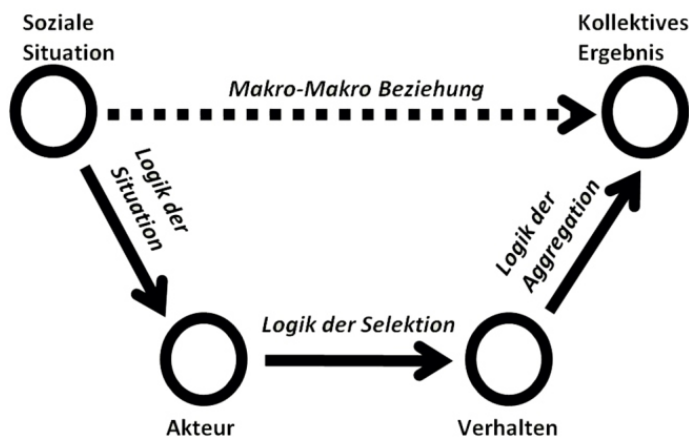 Soziale
Situation
Kollektives
Ergebnis
Makro-Makro Beziehung
Logik der
Situation
Logik der
Aggregation
Logik der Selektion
Akteur
Verhalten